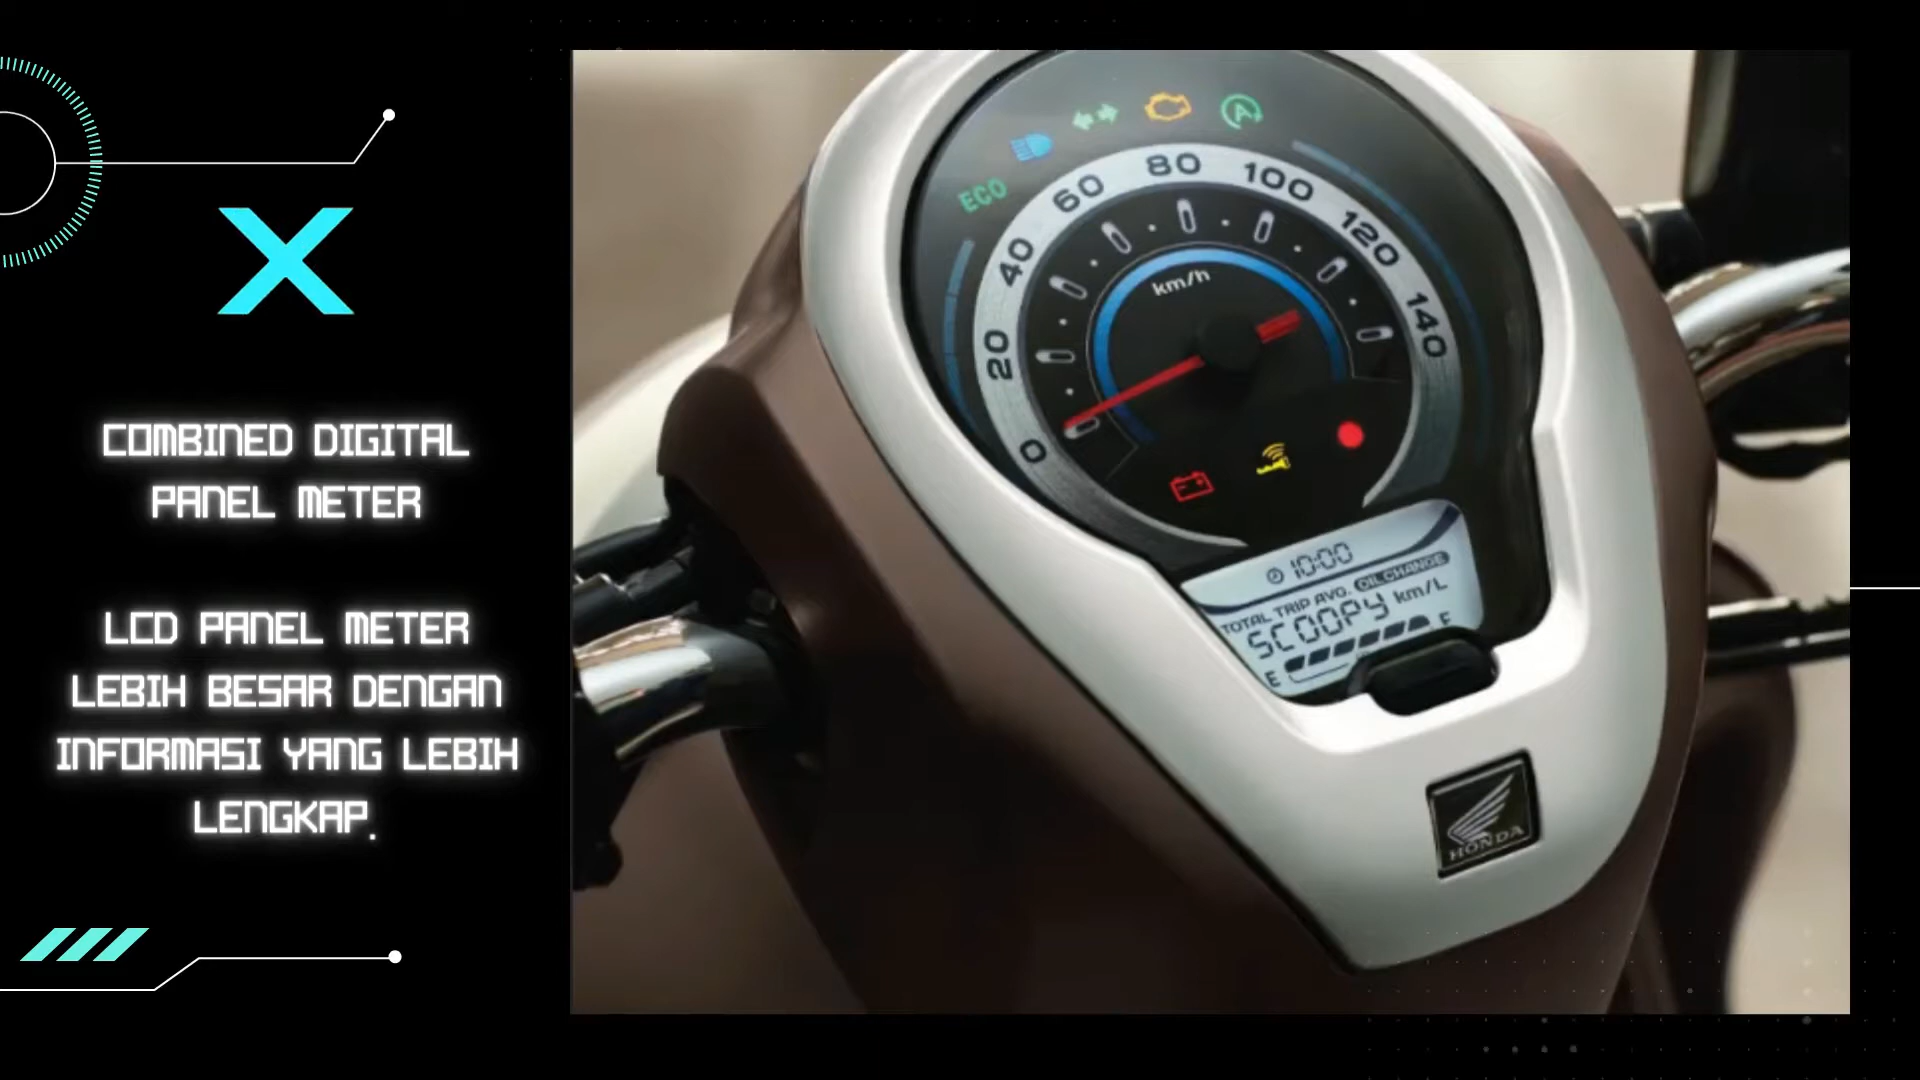 X
COMBINED DIGITAL
PANEL METER
LCD PANEL METER
LEBIH BESAR DENGAN
INFORMASI YANG LEBIH
LENGKAP.
ECO
A
0 20 40 60 80 100 120 140
km/h
10:00
TOTAL TRIP AVG. OIL CHANGE
SCOOPY km/L
E F
HONDA